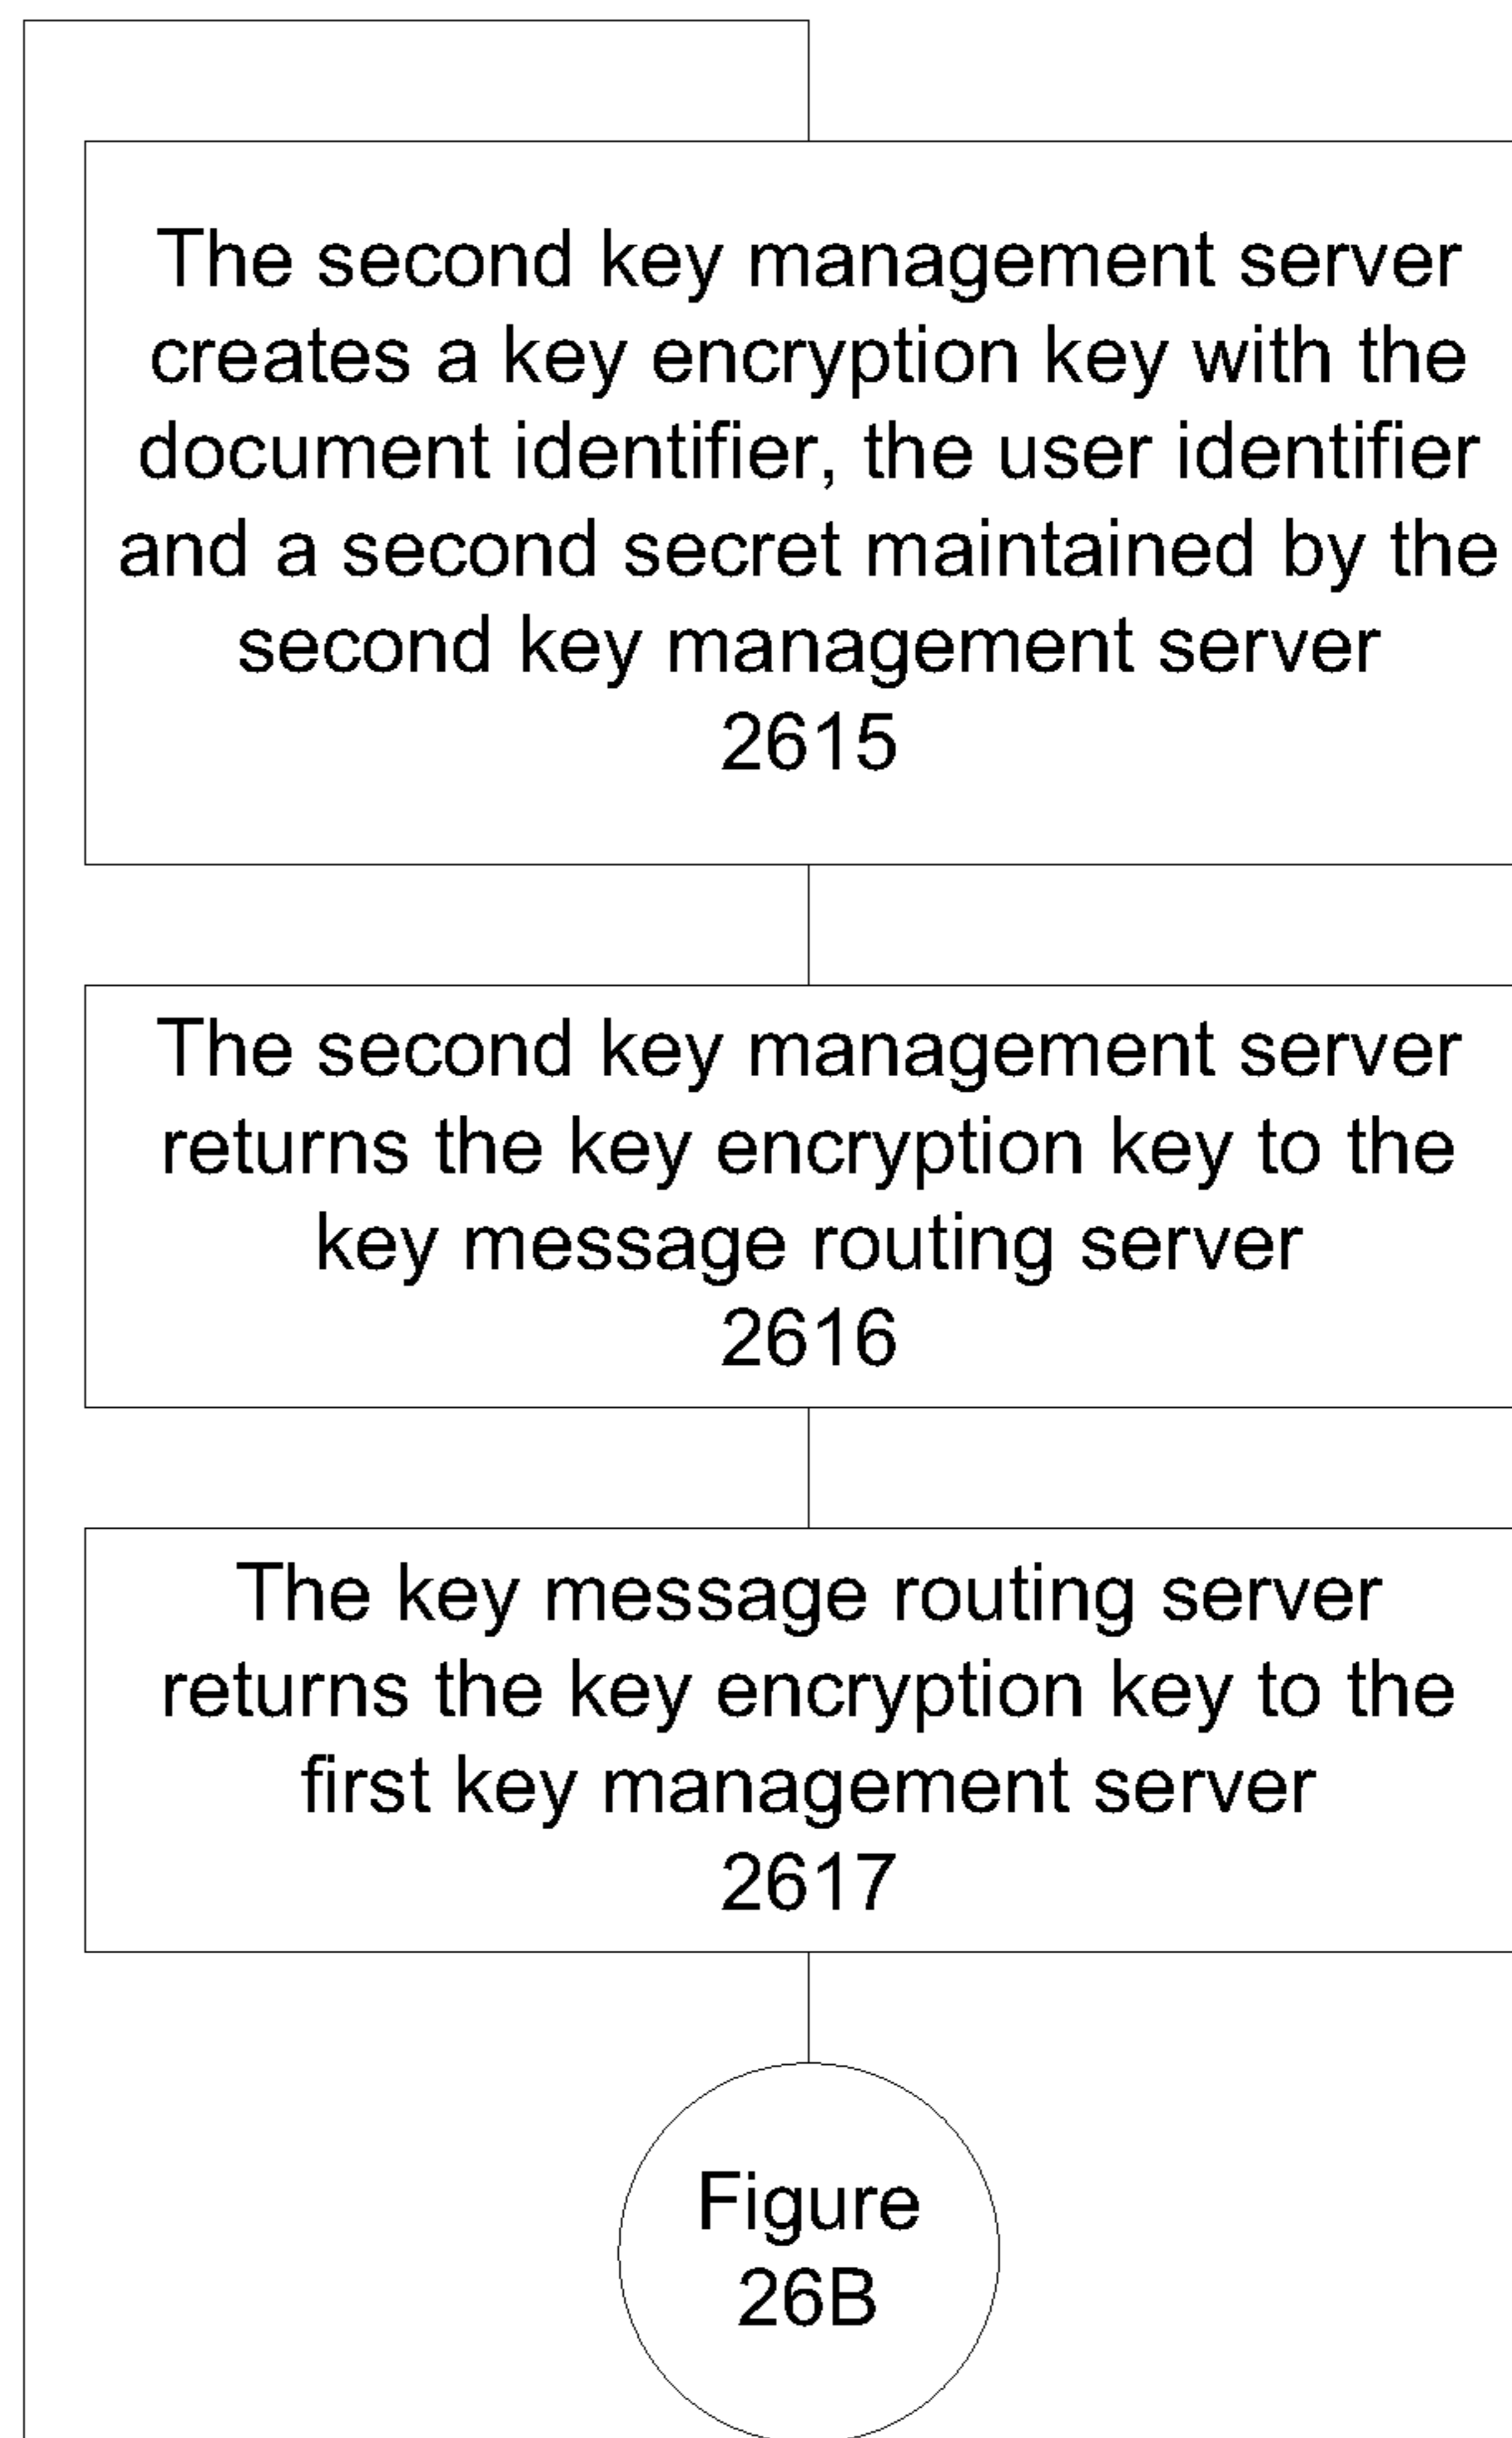 The second key management server
creates a key encryption key with the
document identifier, the user identifier
and a second secret maintained by the
second key management server
2615
The second key management server
returns the key encryption key to the
key message routing server
2616
The key message routing server
returns the key encryption key to the
first key management server
2617
Figure
26B